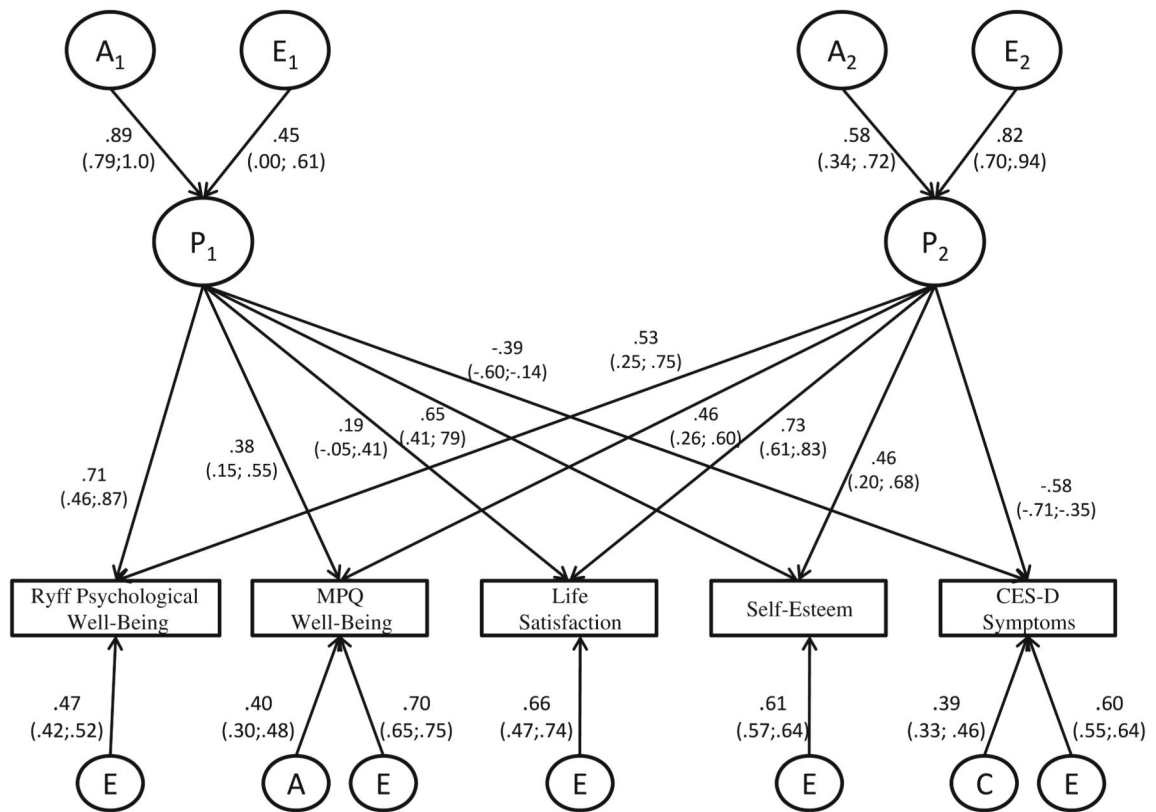 A1
E1
A2
E2
.89
(.79;1.0)
.45
(.00; .61)
.58
(.34; .72)
.82
(.70;.94)
P1
P2
-.39
(-.60;-.14)
.53
(.25; .75)
.71
(.46;.87)
.38
(.15; .55)
.19
(-.05;.41)
.65
(.41; 79)
.46
(.26; .60)
.73
(.61;.83)
.46
(.20; .68)
-.58
(-.71;-.35)
Ryff Psychological
Well-Being
MPQ
Well-Being
Life
Satisfaction
Self-Esteem
CES-D
Symptoms
.47
(.42;.52)
.40
(.30;.48)
.70
(.65;.75)
.66
(.47;.74)
.61
(.57;.64)
.39
(.33; .46)
.60
(.55;.64)
E
A
E
E
E
C
E